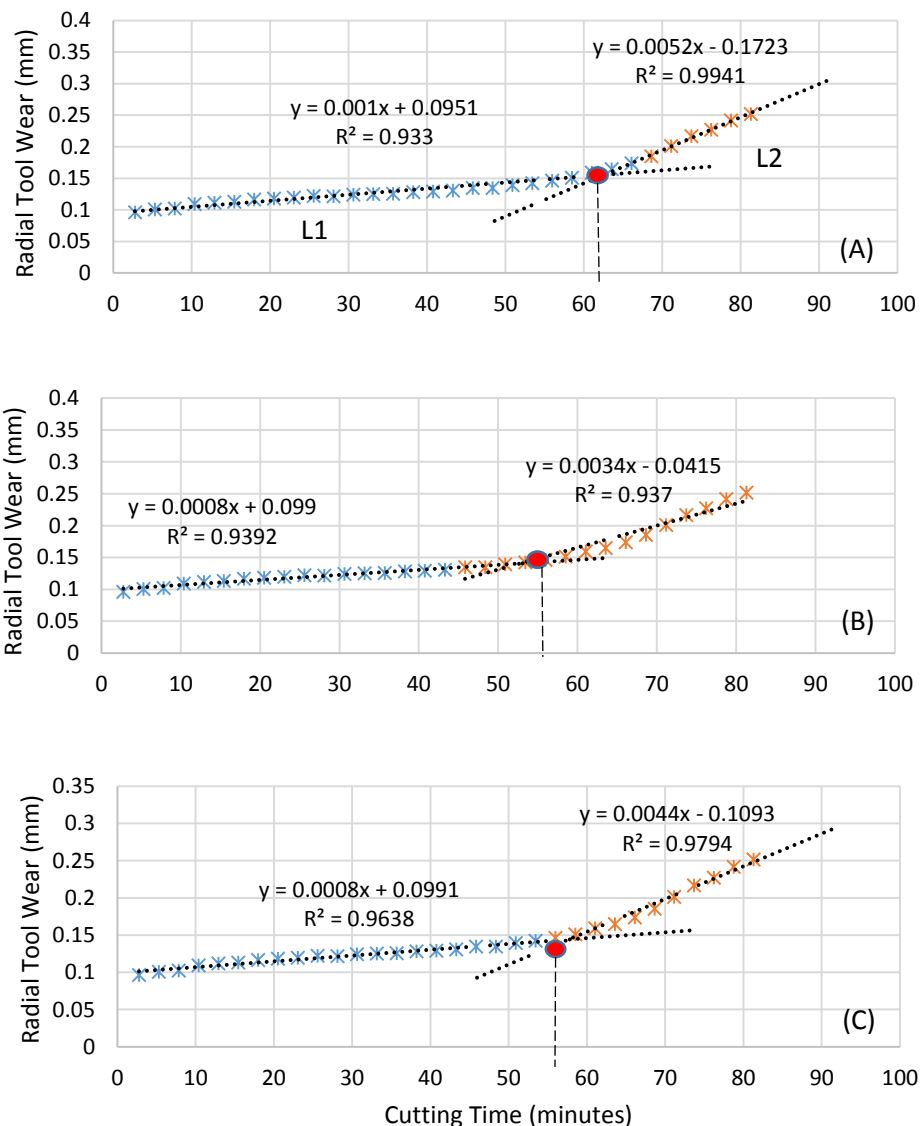 0.4
0.35
0.3
0.25
0.2
0.15
0.1
0.05
0
Radial Tool Wear (mm)
y = 0.0052x - 0.1723
R² = 0.9941
y = 0.001x + 0.0951
R² = 0.933
L2
L1
(A)
0 10 20 30 40 50 60 70 80 90 100
0.4
0.35
0.3
0.25
0.2
0.15
0.1
0.05
0
Radial Tool Wear (mm)
y = 0.0034x - 0.0415
R² = 0.937
y = 0.0008x + 0.099
R² = 0.9392
(B)
0 10 20 30 40 50 60 70 80 90 100
0.35
0.3
0.25
0.2
0.15
0.1
0.05
0
Radial Tool Wear (mm)
y = 0.0044x - 0.1093
R² = 0.9794
y = 0.0008x + 0.0991
R² = 0.9638
(C)
0 10 20 30 40 50 60 70 80 90 100
Cutting Time (minutes)